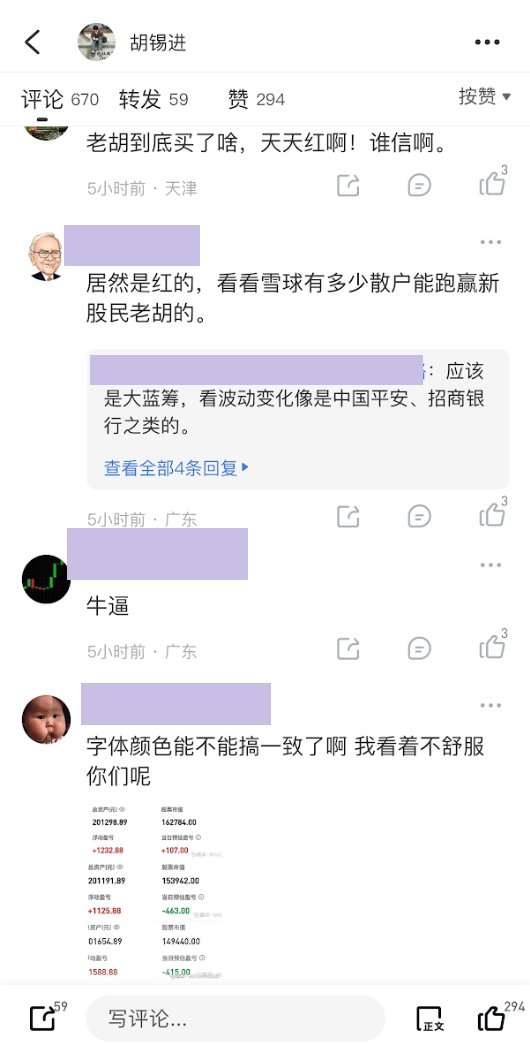 胡锡进
评论 670 转发 59 赞 294 按赞
老胡到底买了啥，天天红啊！谁信啊。
5小时前 · 天津
3
居然是红的，看看雪球有多少散户能跑赢新
股民老胡的。
：应该
是大蓝筹，看波动变化像是中国平安、招商银
行之类的。
查看全部4条回复
5小时前 · 广东
3
牛逼
5小时前 · 广东
3
字体颜色能不能搞一致了啊 我看着不舒服
你们呢
总资产(元) 股票市值
201298.89 162784.00
浮动盈亏 当日预估盈亏
+1232.88 +107.00
总资产(元) 股票市值
201191.89 153942.00
浮动盈亏 当日预估盈亏
+1125.88 -463.00
资产(元) 股票市值
01654.89 149440.00
动盈亏 当日预估盈亏
1588.88 -415.00
59 写评论... 正文 294